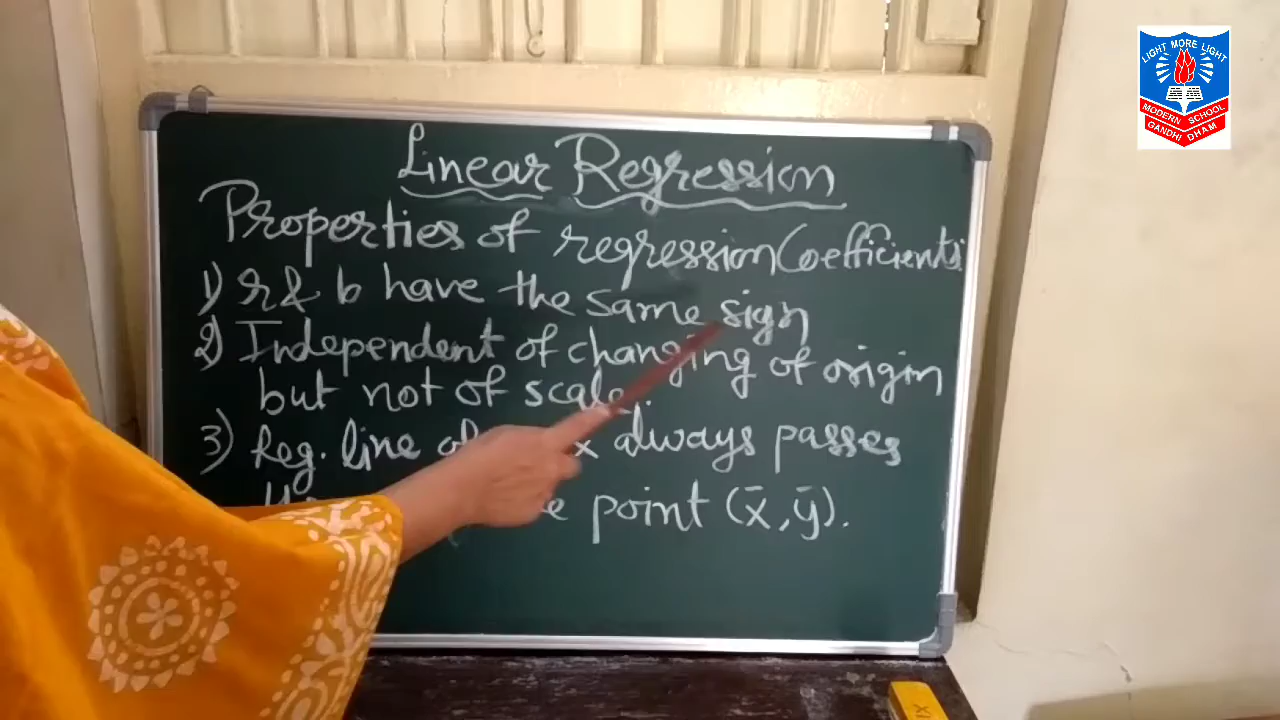 Linear Regression
Properties of regression Coefficients
1) r & b have the same sign
2) Independent of changing of origin
but not of scale.
3) Reg. line of x always passes
point (x̄, ȳ).
LIGHT MORE LIGHT
MODERN SCHOOL
GANDHI DHAM